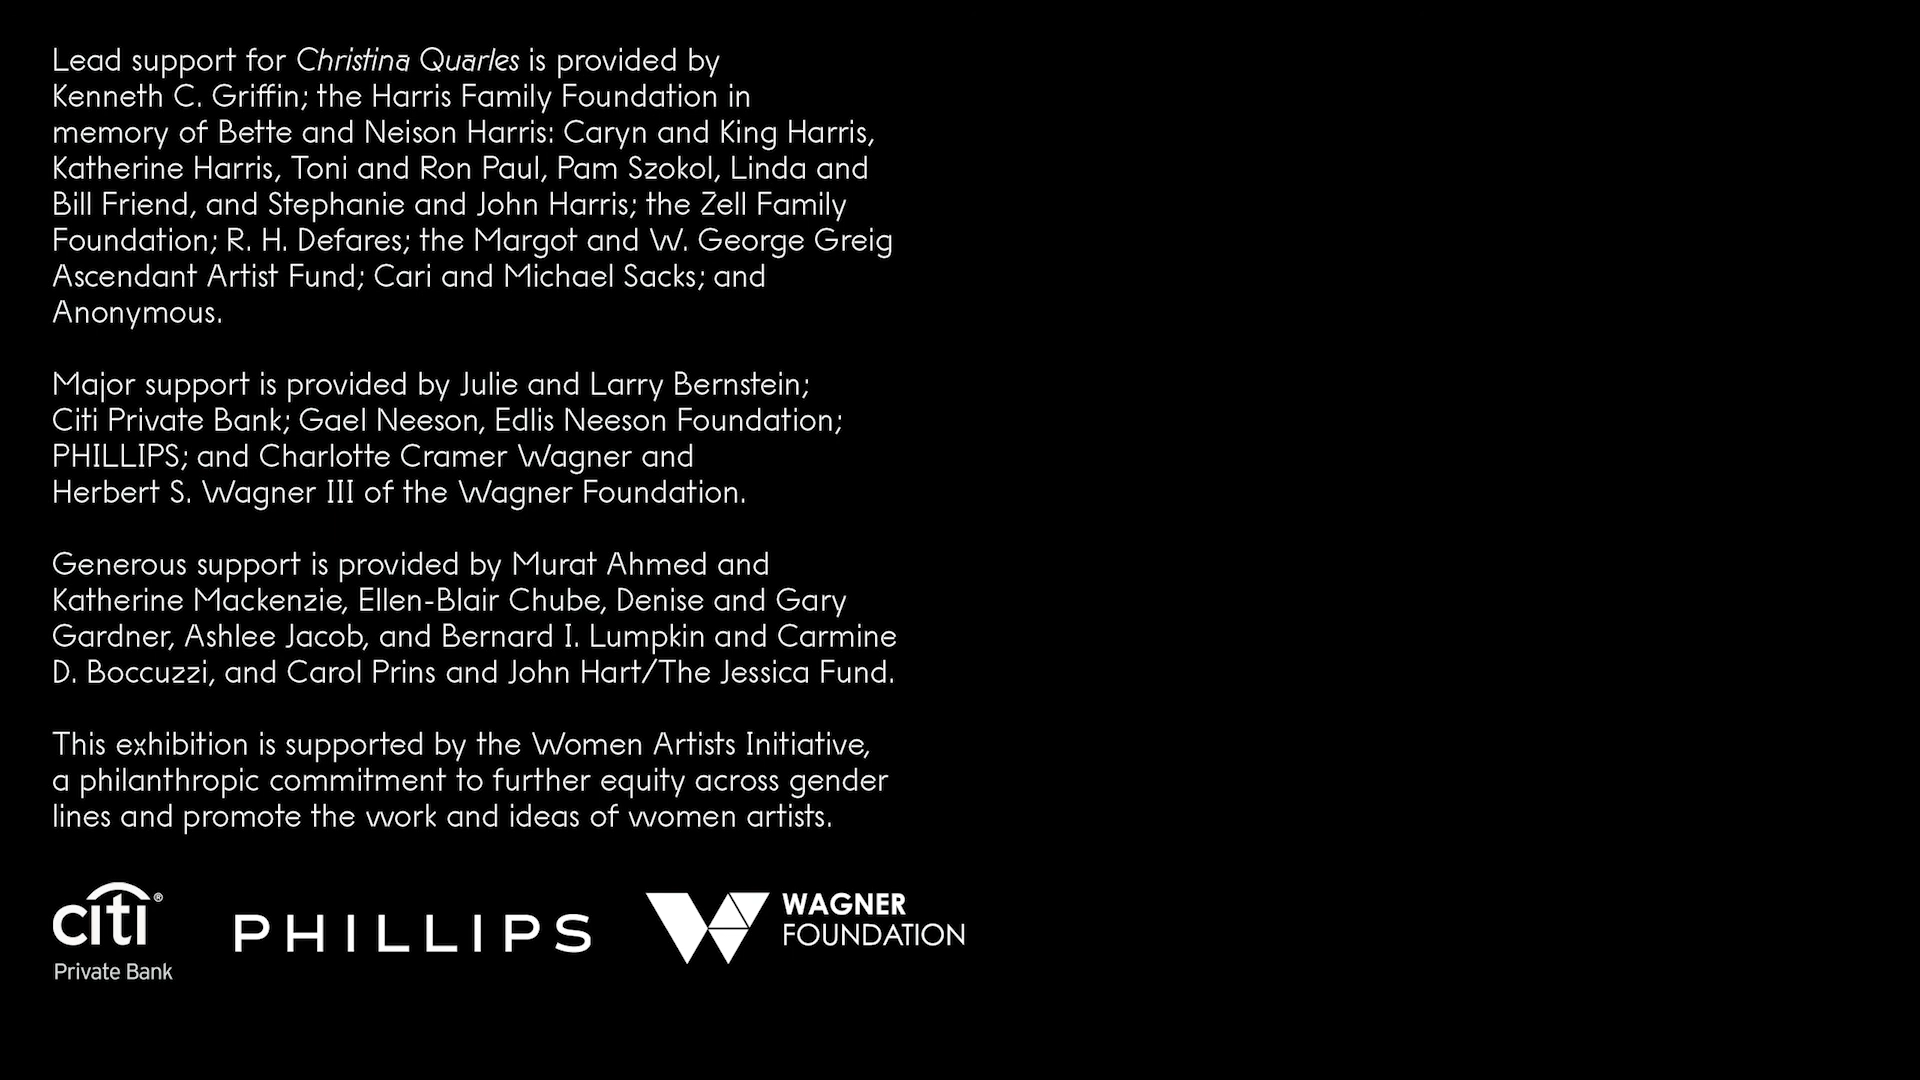 Lead support for Christina Quarles is provided by
Kenneth C. Griffin; the Harris Family Foundation in
memory of Bette and Neison Harris: Caryn and King Harris,
Katherine Harris, Toni and Ron Paul, Pam Szokol, Linda and
Bill Friend, and Stephanie and John Harris; the Zell Family
Foundation; R. H. Defares; the Margot and W. George Greig
Ascendant Artist Fund; Cari and Michael Sacks; and
Anonymous.
Major support is provided by Julie and Larry Bernstein;
Citi Private Bank; Gael Neeson, Edlis Neeson Foundation;
PHILLIPS; and Charlotte Cramer Wagner and
Herbert S. Wagner III of the Wagner Foundation.
Generous support is provided by Murat Ahmed and
Katherine Mackenzie, Ellen-Blair Chube, Denise and Gary
Gardner, Ashlee Jacob, and Bernard I. Lumpkin and Carmine
D. Boccuzzi, and Carol Prins and John Hart/The Jessica Fund.
This exhibition is supported by the Women Artists Initiative,
a philanthropic commitment to further equity across gender
lines and promote the work and ideas of women artists.
citi®
Private Bank
PHILLIPS
WAGNER
FOUNDATION